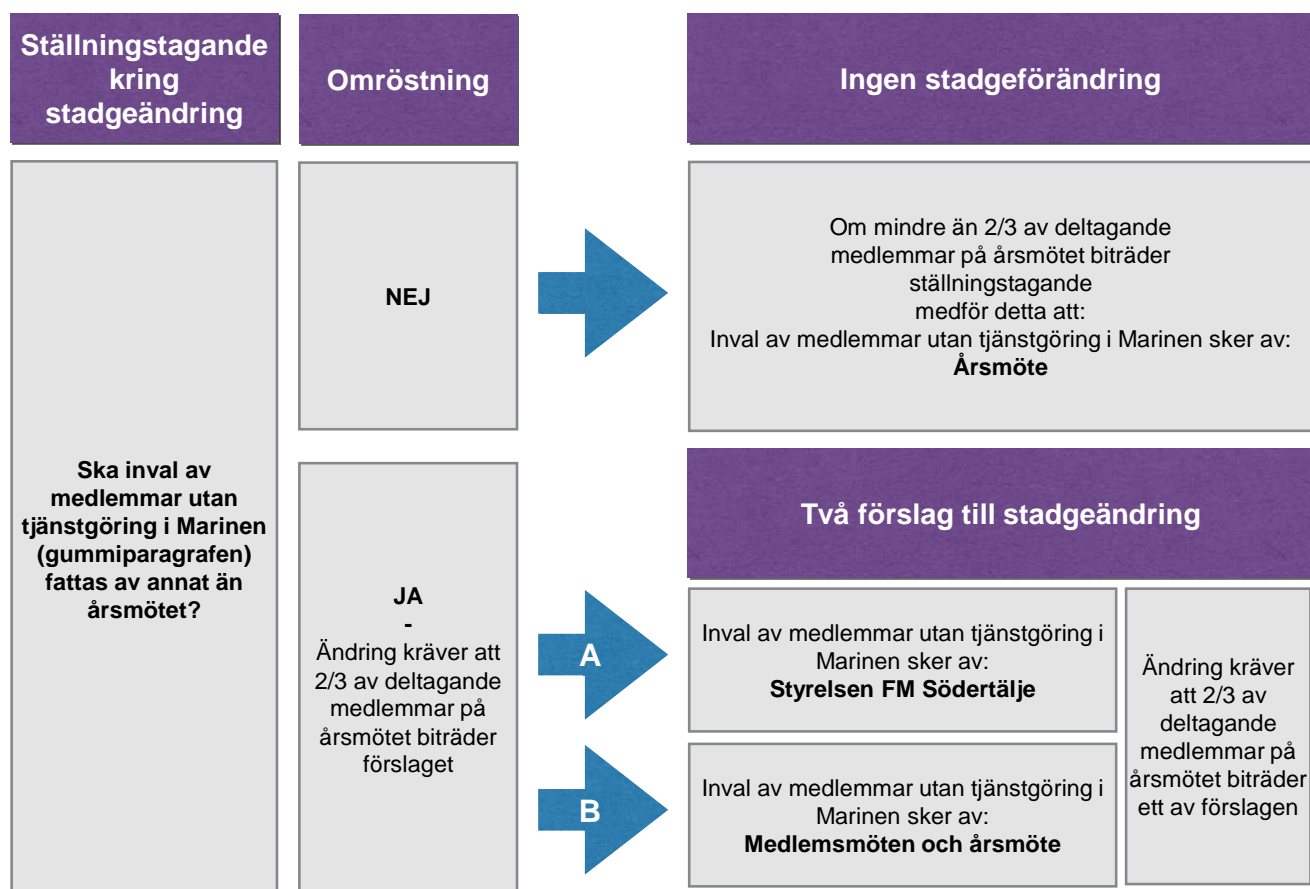 Ställningstagande
kring
stadgeändring
Omröstning
Ingen stadgeförändring
Ska inval av
medlemmar utan
tjänstgöring i Marinen
(gummiparagrafen)
fattas av annat än
årsmötet?
NEJ
Om mindre än 2/3 av deltagande
medlemmar på årsmötet biträder
ställningstagande
medför detta att:
Inval av medlemmar utan tjänstgöring i Marinen sker av:
Årsmöte
JA
-
Ändring kräver att
2/3 av deltagande
medlemmar på
årsmötet biträder
förslaget
Två förslag till stadgeändring
A
Inval av medlemmar utan tjänstgöring i
Marinen sker av:
Styrelsen FM Södertälje
B
Inval av medlemmar utan tjänstgöring i
Marinen sker av:
Medlemsmöten och årsmöte
Ändring kräver
att 2/3 av
deltagande
medlemmar på
årsmötet biträder
ett av förslagen